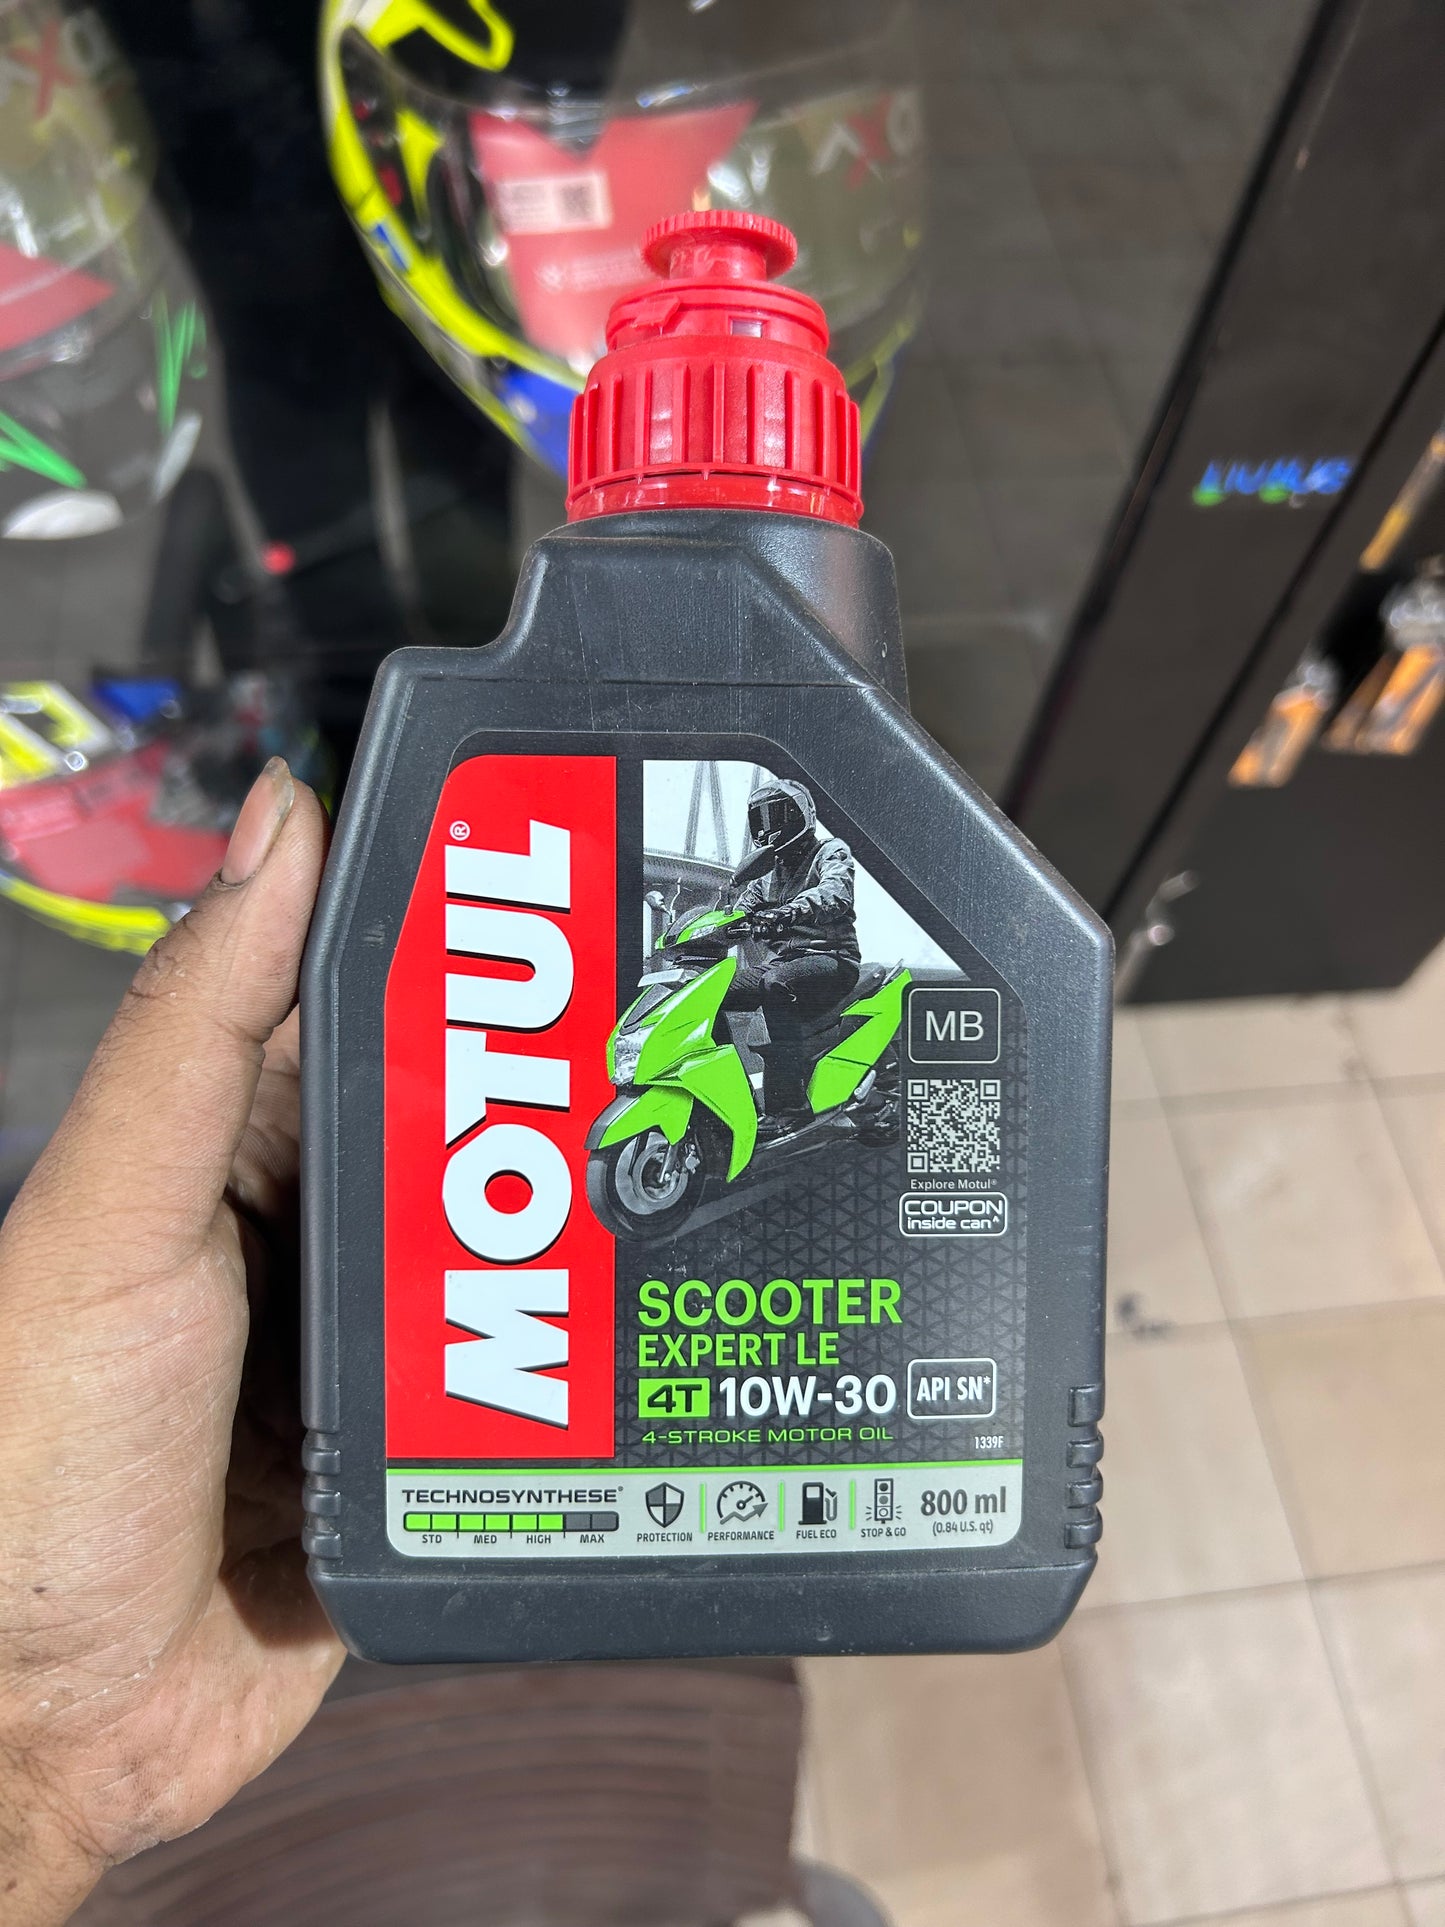 MOTUL®
MB
Explore Motul®
COUPON
inside can^
SCOOTER
EXPERT LE
4T 10W-30 API SN*
4-STROKE MOTOR OIL
1339F
TECHNOSYNTHESE®
STD MED HIGH MAX
PROTECTION
PERFORMANCE
FUEL ECO
STOP & GO
800 ml
(0.84 U.S. qt)